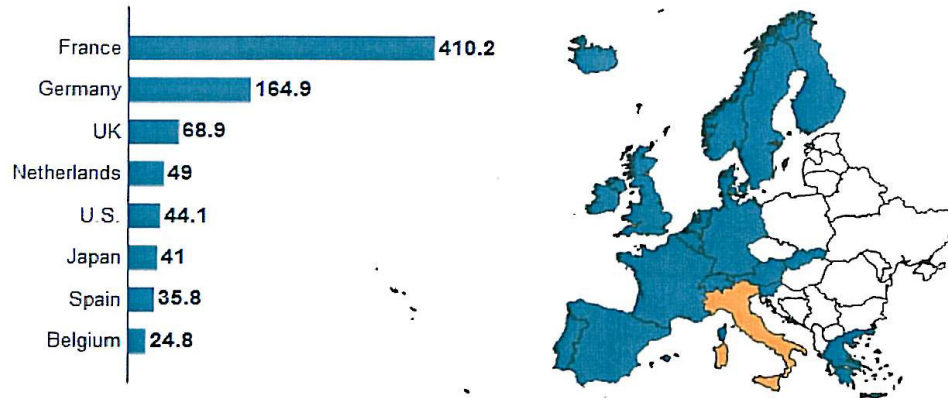 France 410.2
Germany 164.9
UK 68.9
Netherlands 49
U.S. 44.1
Japan 41
Spain 35.8
Belgium 24.8